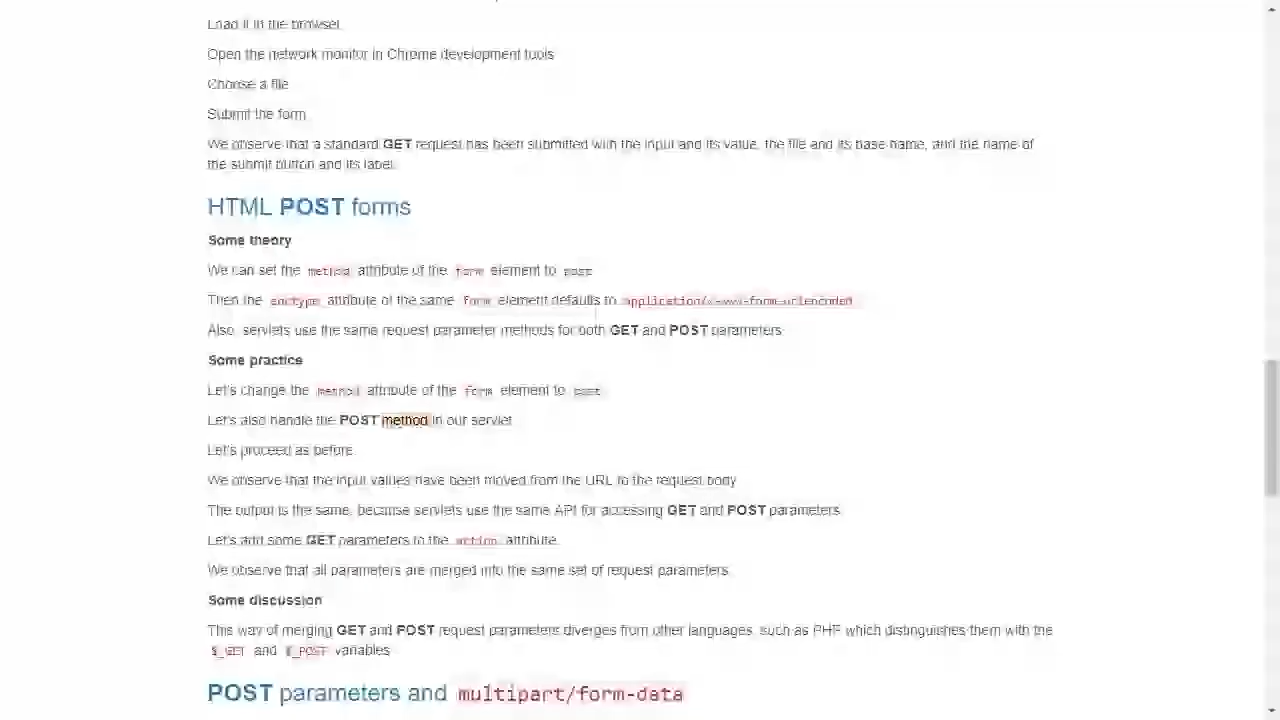 Load it in the browser
Open the network monitor in Chrome development tools
Choose a file
Submit the form
We observe that a standard GET request has been submitted with the input and its value, the file and its base name, and the name of
the submit button and its label.
HTML POST forms
Some theory
We can set the method attribute of the form element to post
Then the enctype attribute of the same form element defaults to application/x-www-form-urlencoded
Also, servlets use the same request parameter methods for both GET and POST parameters
Some practice
Let's change the method attribute of the form element to post
Let's also handle the POST method in our servlet
Let's proceed as before
We observe that the input values have been moved from the URL to the request body
The output is the same, because servlets use the same API for accessing GET and POST parameters
Let's add some GET parameters to the action attribute
We observe that all parameters are merged into the same set of request parameters
Some discussion
This way of merging GET and POST request parameters diverges from other languages, such as PHP which distinguishes them with the
$_GET and $_POST variables
POST parameters and multipart/form-data